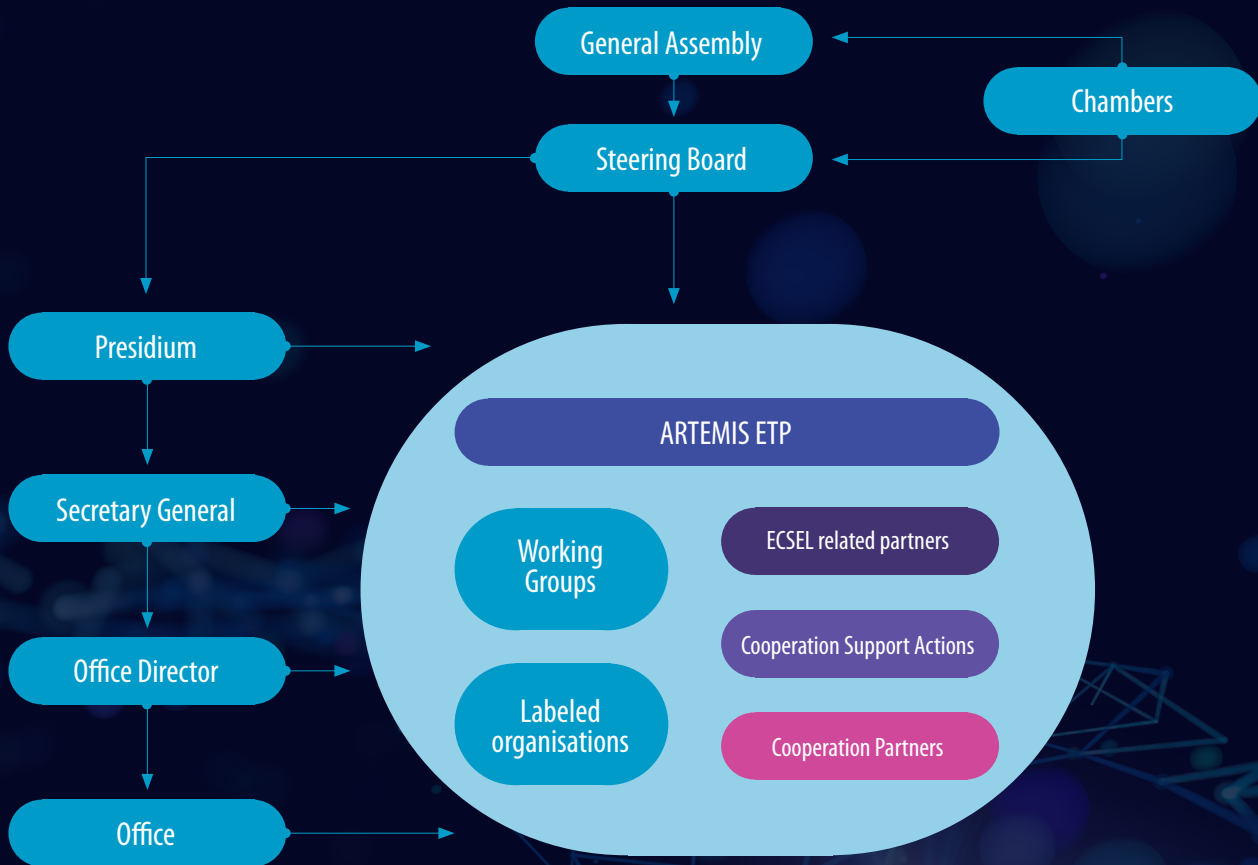 General Assembly
Chambers
Steering Board
Presidium
ARTEMIS ETP
Secretary General
Working
Groups
ECSEL related partners
Cooperation Support Actions
Office Director
Labeled
organisations
Cooperation Partners
Office